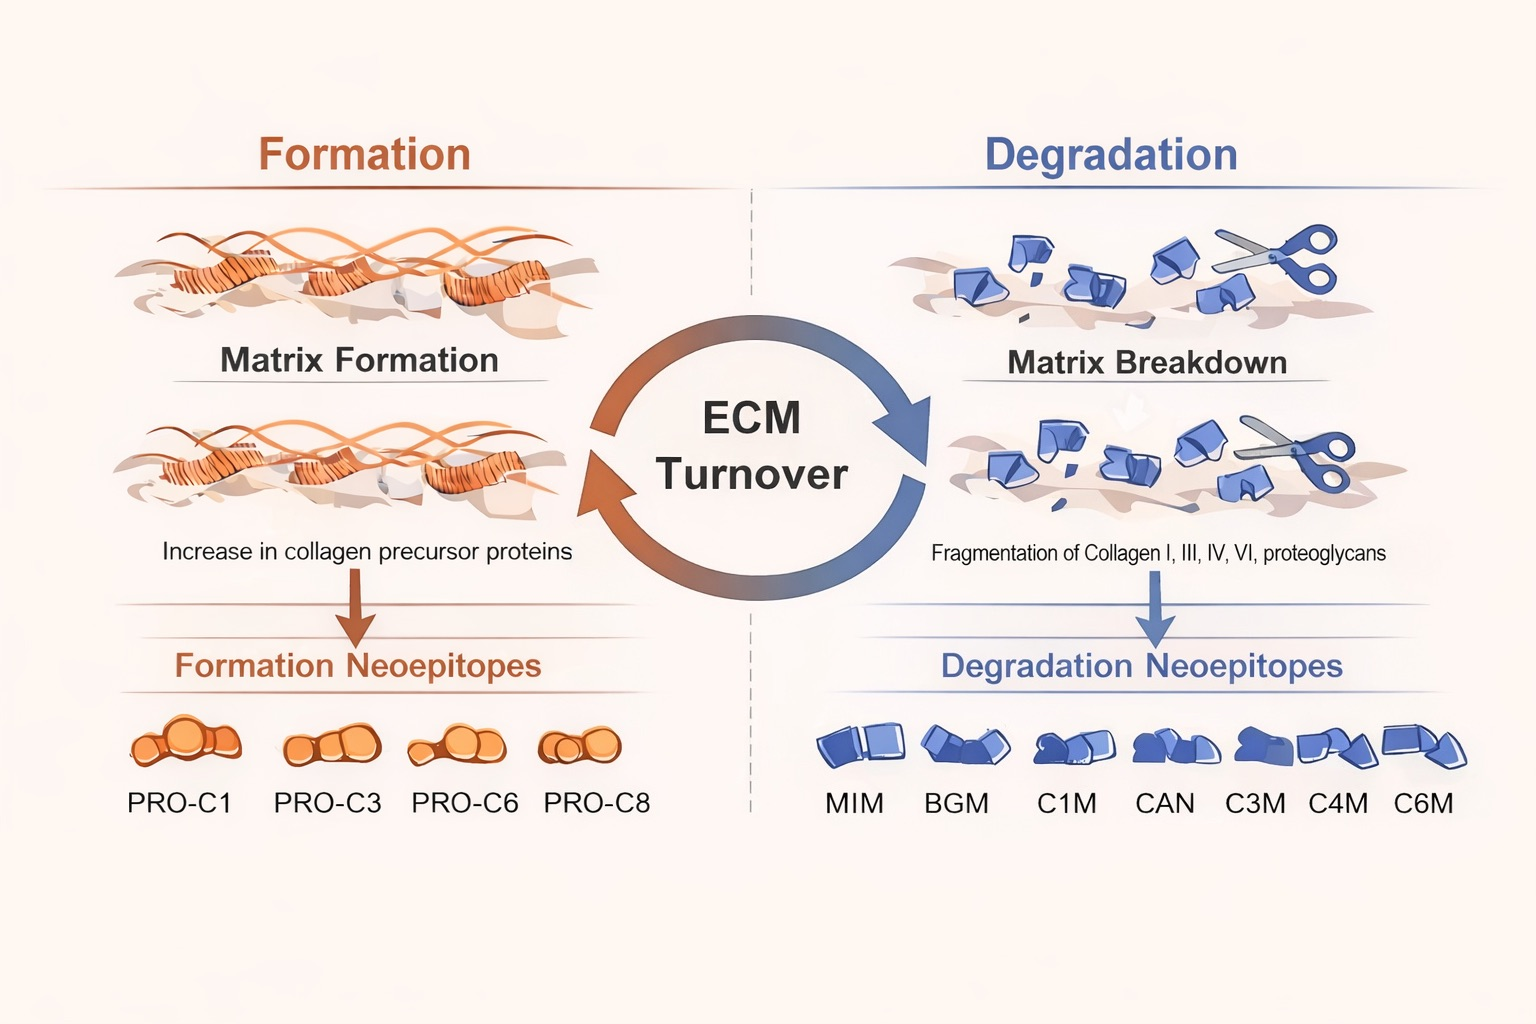 Formation
Degradation
Matrix Formation
Matrix Breakdown
ECM
Turnover
Increase in collagen precursor proteins
Fragmentation of Collagen I, III, IV, VI, proteoglycans
Formation Neoepitopes
Degradation Neoepitopes
PRO-C1 PRO-C3 PRO-C6 PRO-C8
MIM BGM C1M CAN C3M C4M C6M